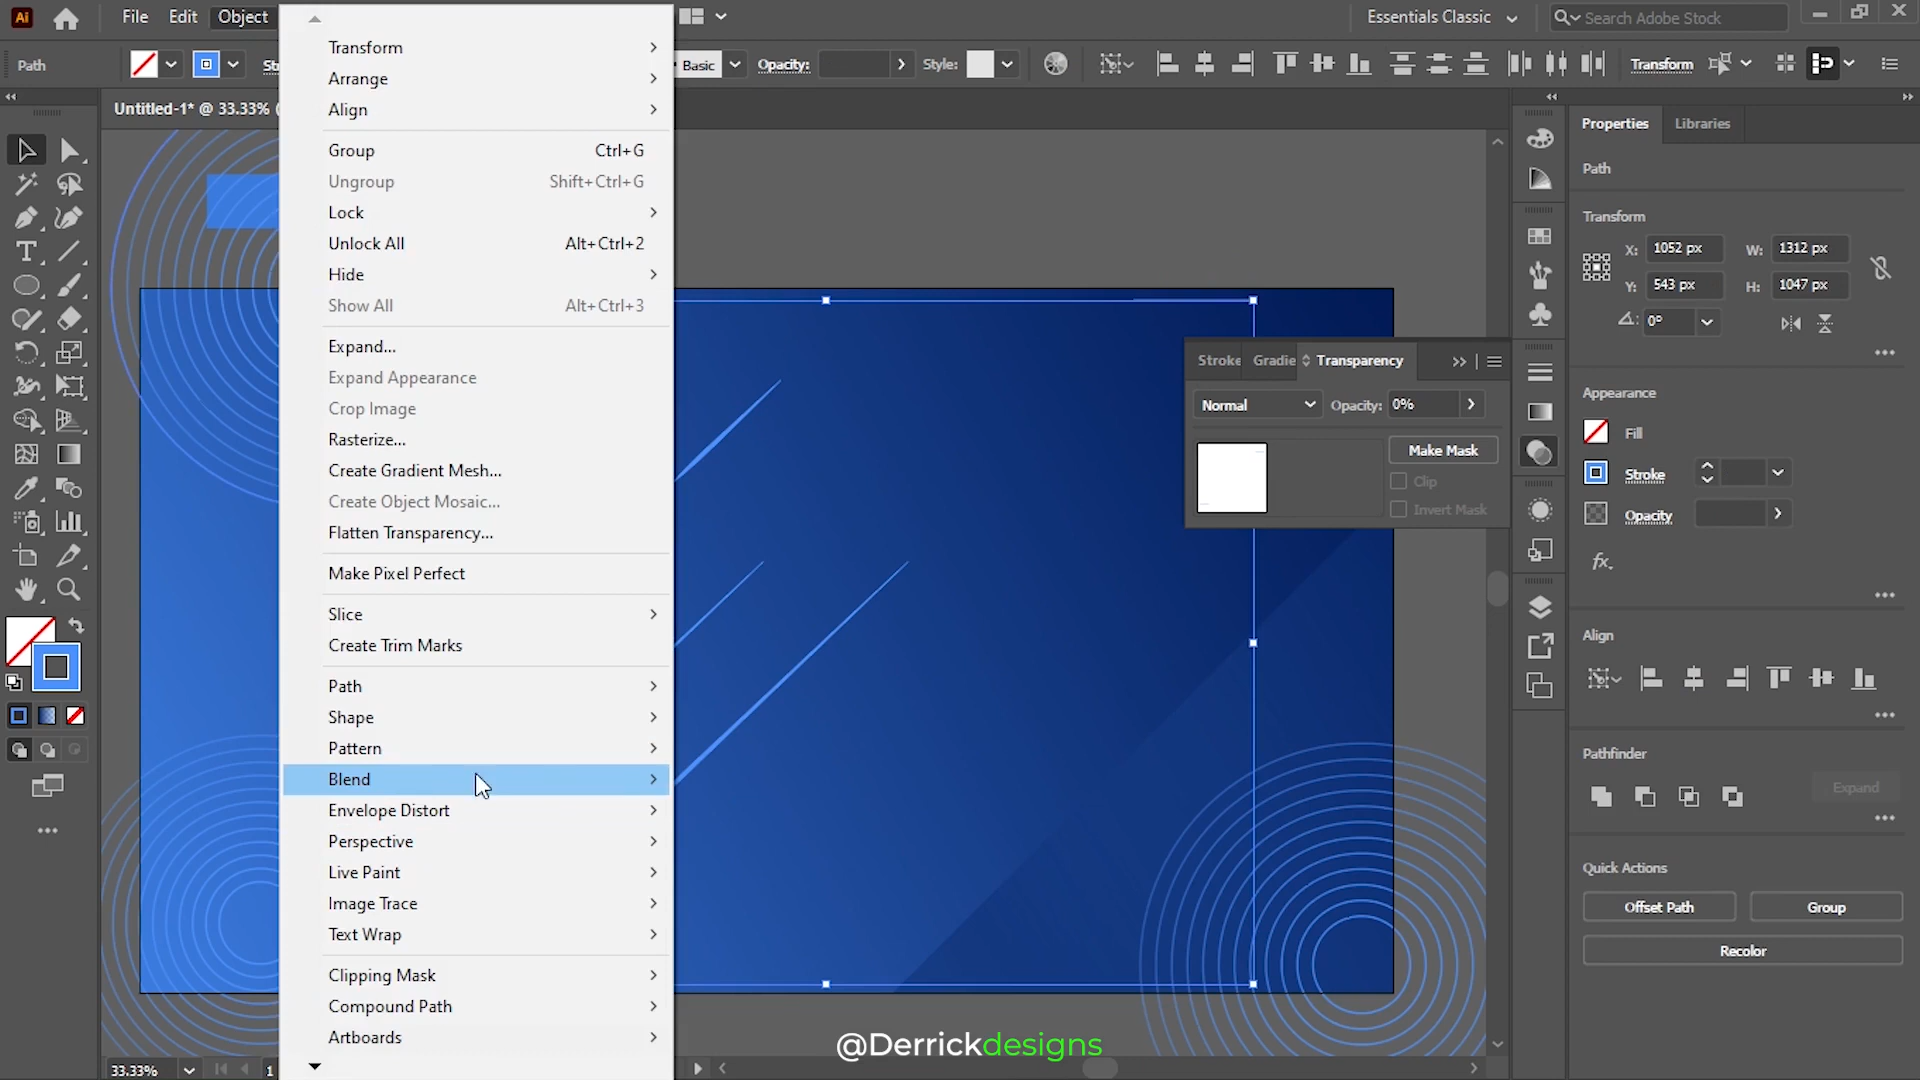 Ai
File
Edit
Object
Essentials Classic
Search Adobe Stock
Path
Basic
Opacity:
Style:
Transform
Untitled-1* @ 33.33% (
Transform
Arrange
Align
Group Ctrl+G
Ungroup Shift+Ctrl+G
Lock
Unlock All Alt+Ctrl+2
Hide
Show All Alt+Ctrl+3
Expand...
Expand Appearance
Crop Image
Rasterize...
Create Gradient Mesh...
Create Object Mosaic...
Flatten Transparency...
Make Pixel Perfect
Slice
Create Trim Marks
Path
Shape
Pattern
Blend
Envelope Distort
Perspective
Live Paint
Image Trace
Text Wrap
Clipping Mask
Compound Path
Artboards
Stroke
Gradie
Transparency
Normal
Opacity: 0%
Make Mask
Clip
Invert Mask
Properties
Libraries
Path
Transform
X: 1052 px
W: 1312 px
Y: 543 px
H: 1047 px
0°
Appearance
Fill
Stroke
Opacity
fx.
Align
Pathfinder
Expand
Quick Actions
Offset Path
Group
Recolor
33.33%
1
@Derrickdesigns